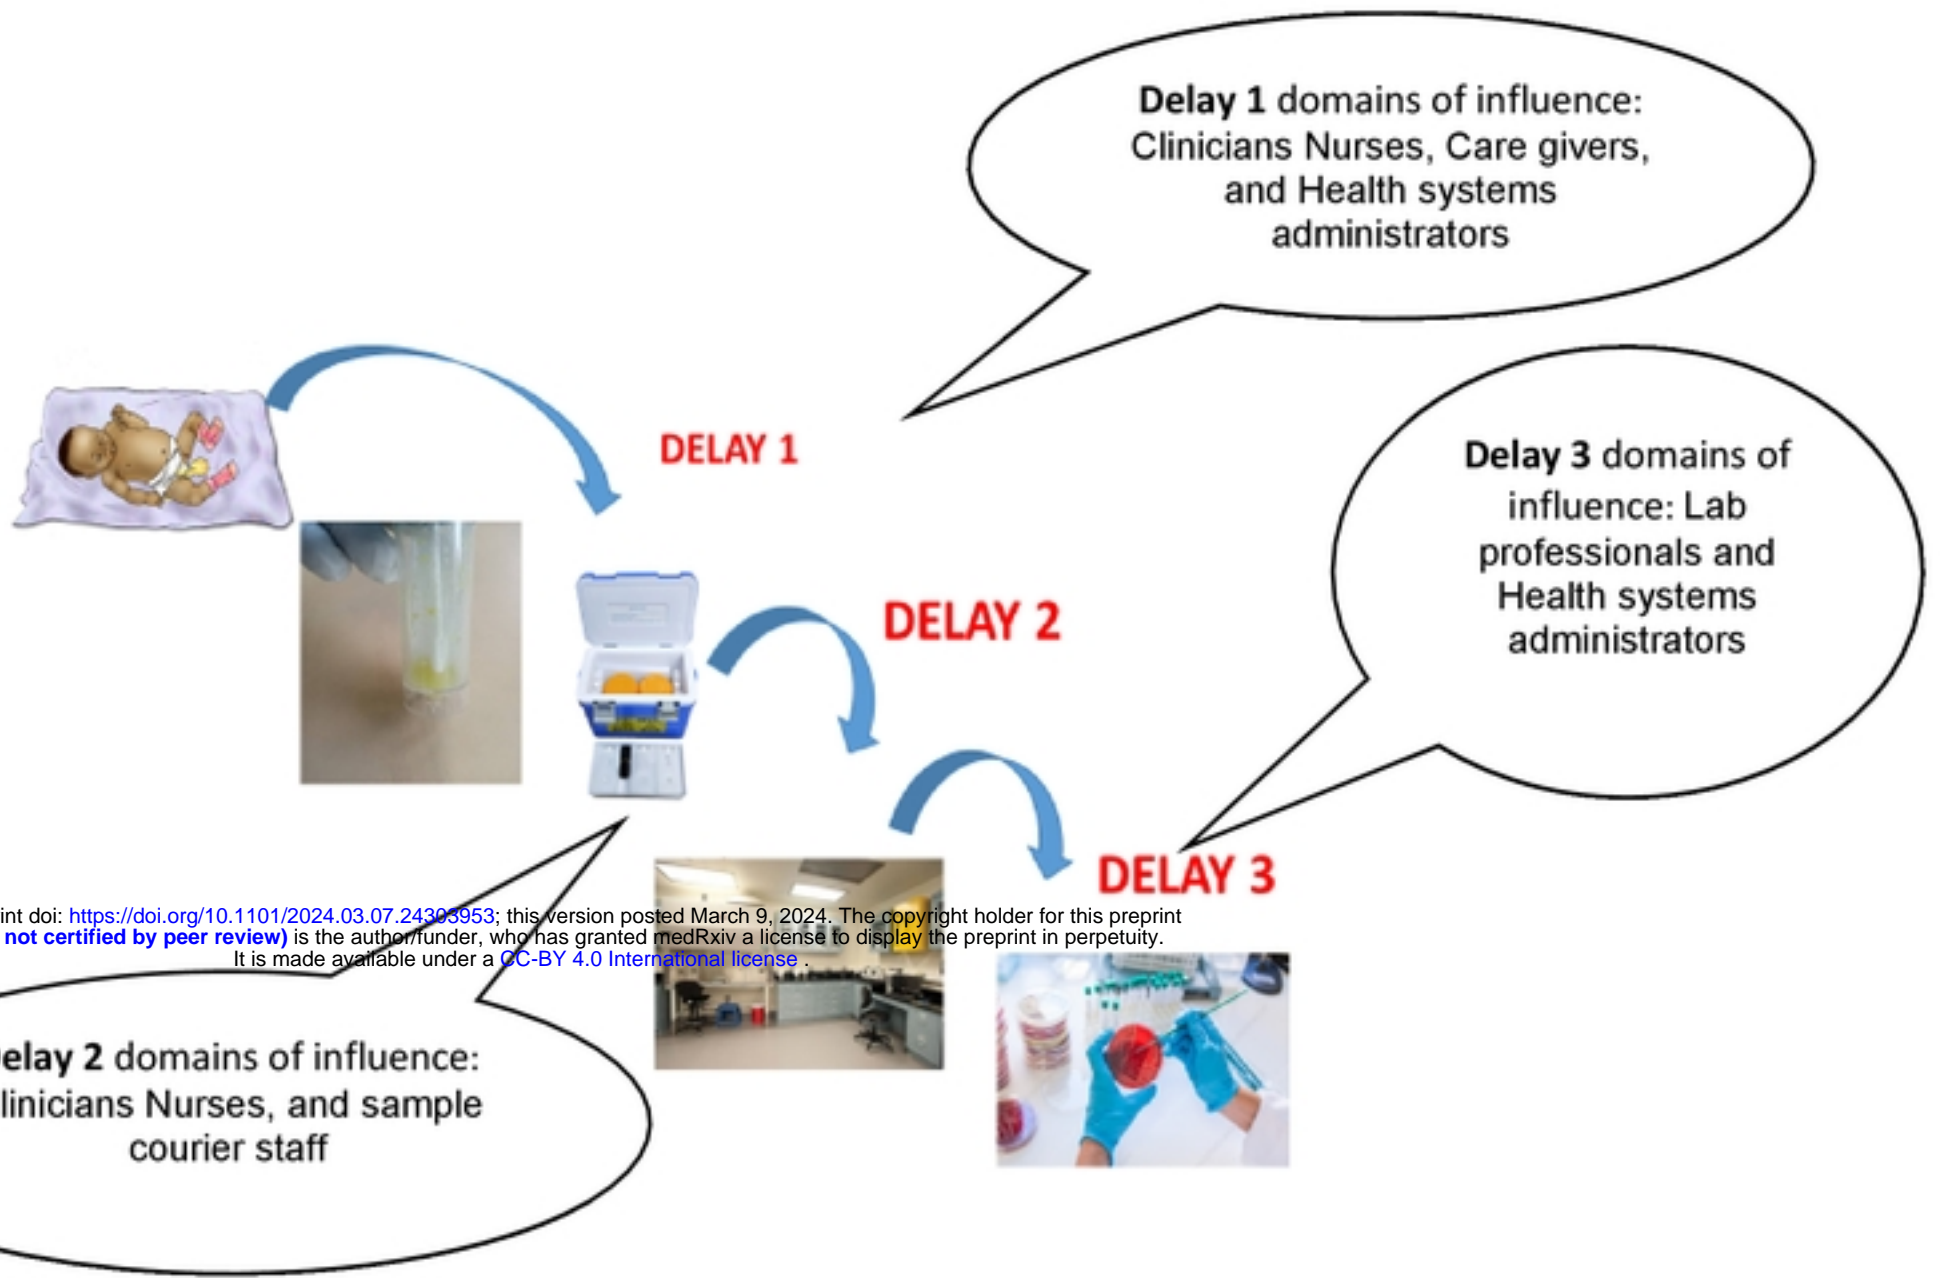 Delay 1 domains of influence:
Clinicians Nurses, Care givers,
and Health systems
administrators
DELAY 1
Delay 3 domains of
influence: Lab
professionals and
Health systems
administrators
DELAY 2
DELAY 3
int doi: https://doi.org/10.1101/2024.03.07.24303953; this version posted March 9, 2024. The copyright holder for this preprint
not certified by peer review) is the author/funder, who has granted medRxiv a license to display the preprint in perpetuity.
It is made available under a CC-BY 4.0 International license .
elay 2 domains of influence:
linicians Nurses, and sample
courier staff